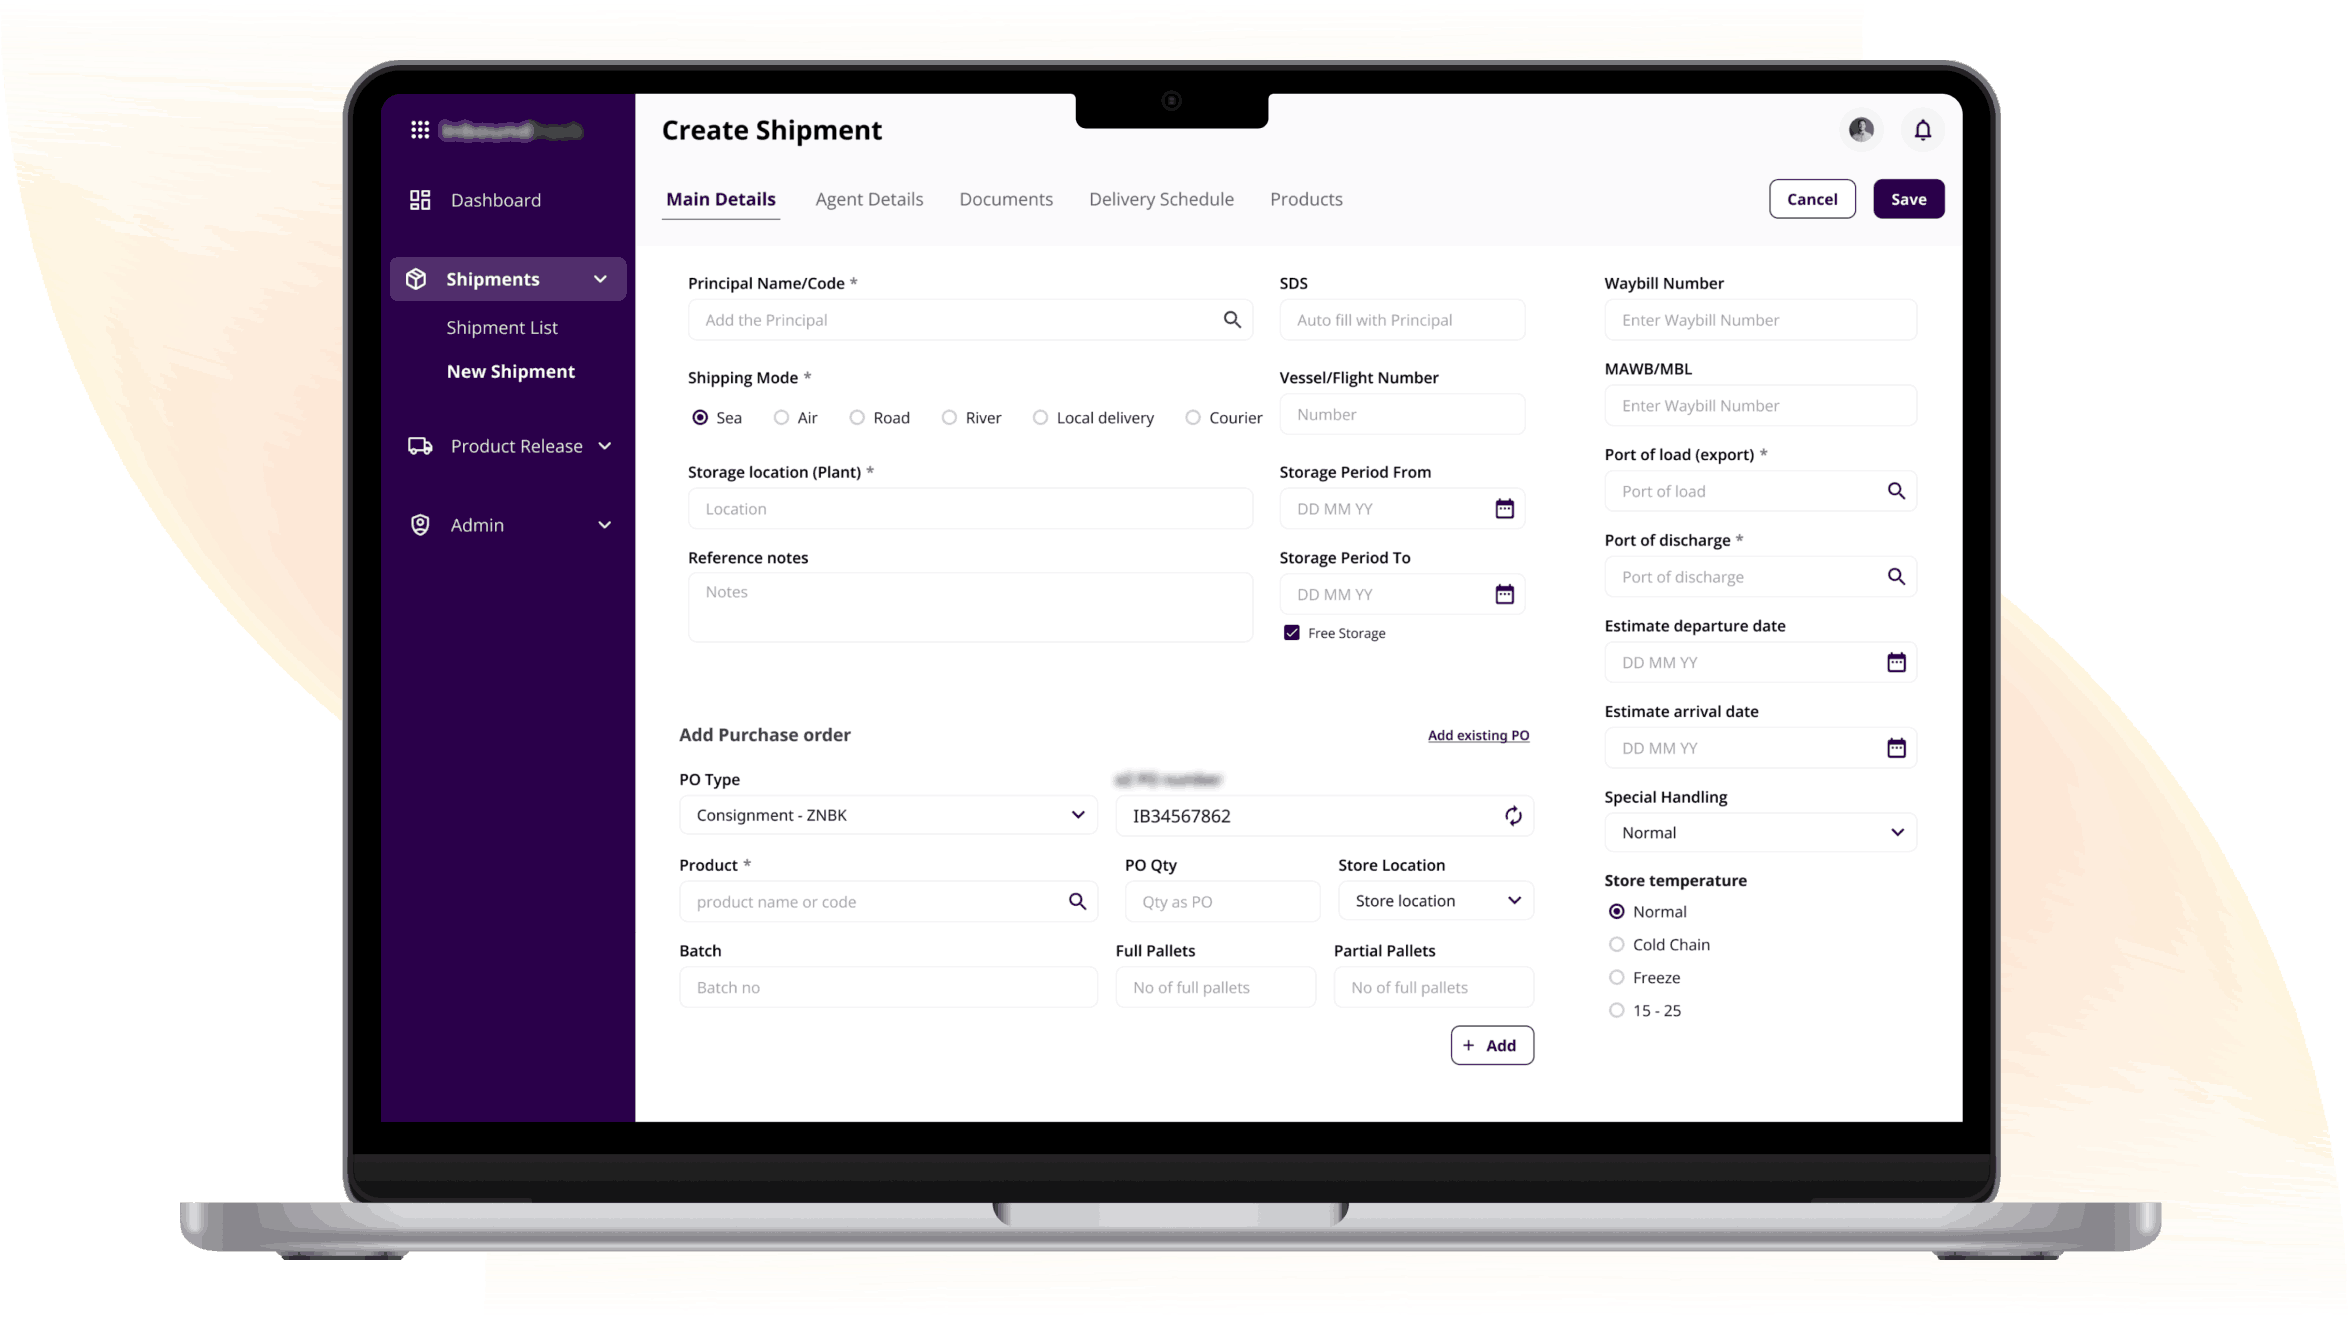 Create Shipment
Dashboard
Shipments
Shipment List
New Shipment
Product Release
Admin
Main Details
Agent Details
Documents
Delivery Schedule
Products
Cancel
Save
Principal Name/Code *
Add the Principal
SDS
Auto fill with Principal
Shipping Mode *
Sea
Air
Road
River
Local delivery
Courier
Vessel/Flight Number
Number
Storage location (Plant) *
Location
Storage Period From
DD MM YY
Reference notes
Notes
Storage Period To
DD MM YY
Free Storage
Add Purchase order
Add existing PO
PO Type
Consignment - ZNBK
PO number
IB34567862
Product *
product name or code
PO Qty
Qty as PO
Store Location
Store location
Batch
Batch no
Full Pallets
No of full pallets
Partial Pallets
No of full pallets
+ Add
Waybill Number
Enter Waybill Number
MAWB/MBL
Enter Waybill Number
Port of load (export) *
Port of load
Port of discharge *
Port of discharge
Estimate departure date
DD MM YY
Estimate arrival date
DD MM YY
Special Handling
Normal
Store temperature
Normal
Cold Chain
Freeze
15 - 25